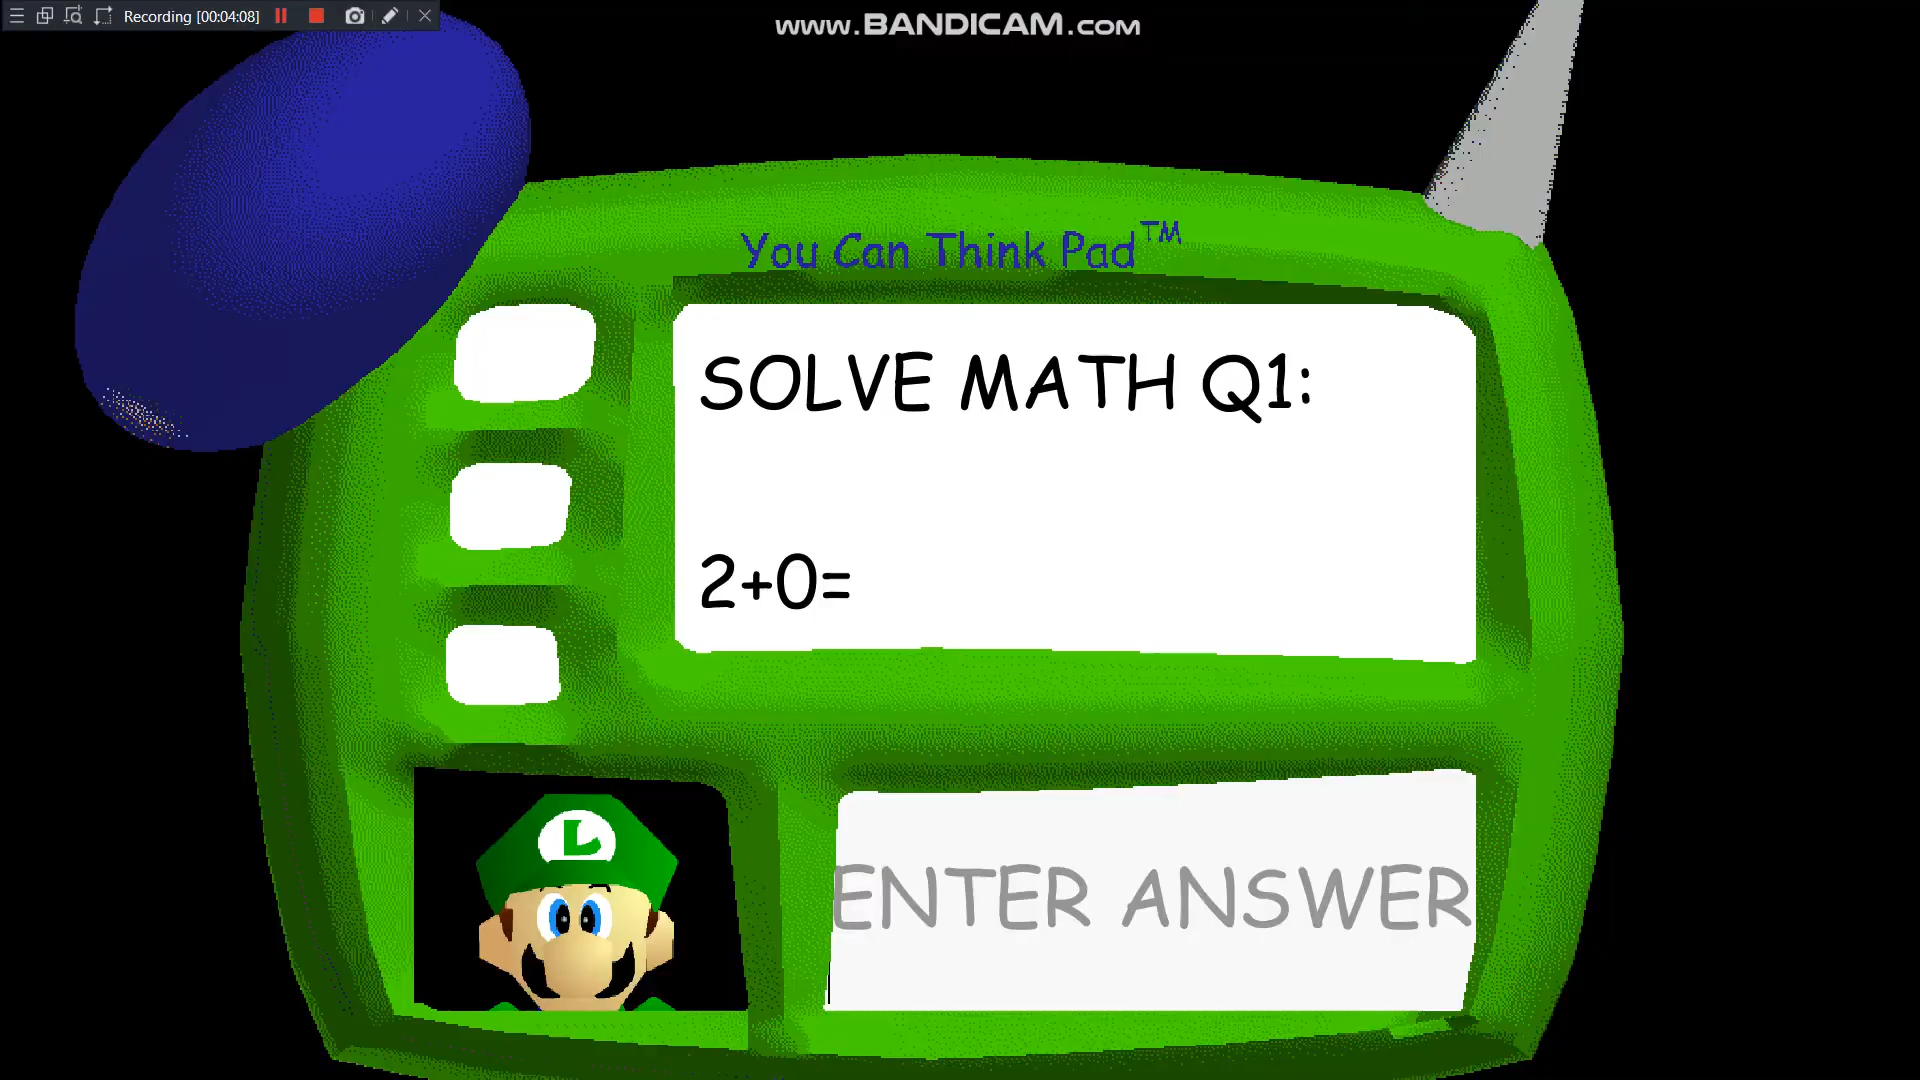 Recording [00:04:08]
www.BANDICAM.com
You Can Think Pad™
SOLVE MATH Q1:
2+0=
L
ENTER ANSWER